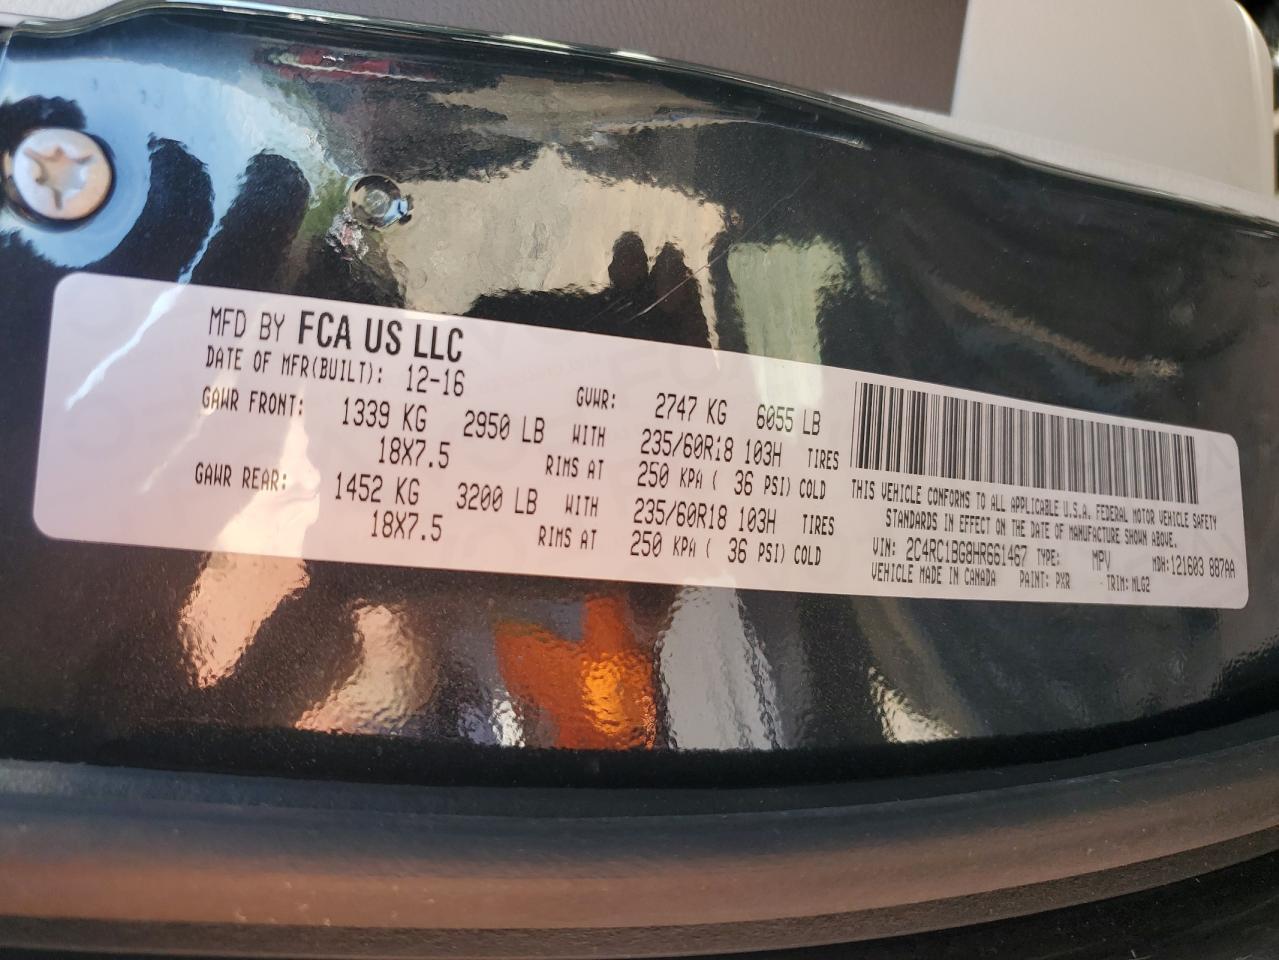 MFD BY FCA US LLC
DATE OF MFR(BUILT): 12-16
GVWR: 2747 KG 6055 LB
GAWR FRONT: 1339 KG 2950 LB WITH 235/60R18 103H TIRES
18X7.5 RIMS AT 250 KPA ( 36 PSI) COLD
GAWR REAR: 1452 KG 3200 LB WITH 235/60R18 103H TIRES
18X7.5 RIMS AT 250 KPA ( 36 PSI) COLD
THIS VEHICLE CONFORMS TO ALL APPLICABLE U.S.A. FEDERAL MOTOR VEHICLE SAFETY
STANDARDS IN EFFECT ON THE DATE OF MANUFACTURE SHOWN ABOVE.
VIN: 2C4RC1BG8HR661467 TYPE: MPV MDH: 121603 887AA
VEHICLE MADE IN CANADA PAINT: PXR TRIM: NLG2